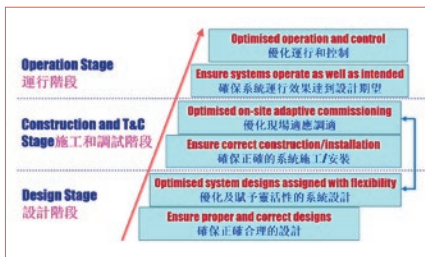 Optimised operation and control
優化運行和控制
Operation Stage
運行階段
Ensure systems operate as well as intended
確保系統運行效果達到設計期望
Optimised on-site adaptive commissioning
優化現場適應調適
Construction and T&C
Stage施工和調試階段
Ensure correct construction/installation
確保正確的系統施工/安裝
Optimised system designs assigned with flexibility
優化及賦予靈活性的系統設計
Design Stage
設計階段
Ensure proper and correct designs
確保正確合理的設計